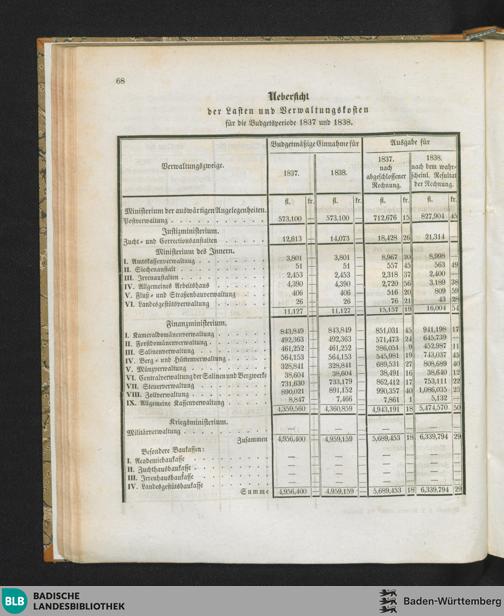 68
Uebersicht
der Lasten und Verwaltungskosten
für die Budgetperiode 1837 und 1838.
Verwaltungszweige.
Budgetmäßige Einnahme für
Ausgabe für
1837.
1838.
1837. nach abgeschlossener Rechnung.
1838. nach dem wahrscheinl. Resultat der Rechnung.
fl. kr. fl. kr. fl. kr. fl. kr.
Ministerium der auswärtigen Angelegenheiten.
Postverwaltung 573,100 — 573,100 — 712,676 15 827,904 45
Justizministerium.
Zucht- und Correctionsanstalten 12,813 — 14,073 — 18,428 26 21,314 —
Ministerium des Innern.
I. Amtskassenverwaltung 3,801 — 3,801 — 8,967 8,998
II. Siechenanstalt 51 — 51 — 557 45 563 49
III. Irrenanstalten 2,453 — 2,453 — 2,318 37 2,400 —
IV. Allgemeines Arbeitshaus 4,390 — 4,390 — 2,720 56 3,189 38
V. Fluß- und Straßenbauverwaltung 406 — 406 — 516 20 809
VI. Landesgestütsverwaltung 26 — 26 — 76 21 43
11,127 — 11,127 — 15,157 19 16,004 54
Finanzministerium.
I. Kameraldomänenverwaltung 843,849 — 843,849 — 851,031 45 941,198 17
II. Forstdomänenverwaltung 492,363 — 492,363 — 571,473 24 645,739 —
III. Salinenverwaltung 461,252 — 461,252 — 386,054 9 452,987 11
IV. Berg- und Hüttenverwaltung 564,153 — 564,153 — 545,981 19 743,037 45
V. Münzverwaltung 328,841 — 328,841 — 689,531 27 808,689 40
VI. Centralverwaltung der Salinen und Bergwerke 38,604 — 38,604 — 38,491 16 38,640 12
VII. Steuerverwaltung 731,630 — 733,179 — 862,412 17 753,111 22
VIII. Zollverwaltung 890,021 — 891,152 — 990,357 40 1,086,035 23
IX. Allgemeine Kassenverwaltung 8,847 — 7,466 — 7,861 1 5,132 —
4,359,560 — 4,360,859 — 4,943,191 18 5,474,570 50
Kriegsministerium.
Militärverwaltung — — — —
Zusammen 4,956,400 — 4,959,159 — 5,689,453 18 6,339,794 29
Besondere Baukassen:
I. Academiebaukasse — — — —
II. Zuchthausbaukasse — — — —
III. Irrenhausbaukasse — — — —
IV. Landesgestütsbaukasse — — — —
Summe 4,956,400 — 4,959,159 — 5,689,453 18 6,339,794 29
BLB BADISCHE LANDESBIBLIOTHEK
Baden-Württemberg